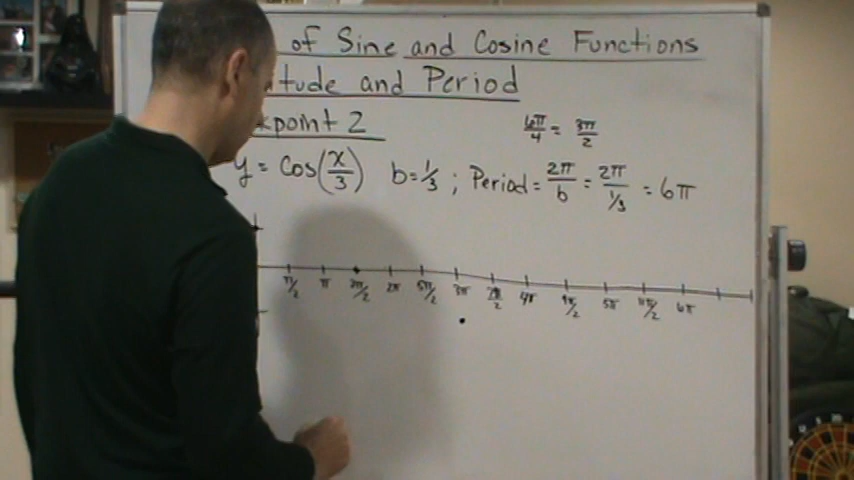 of Sine and Cosine Functions
tude and Period
point 2
6π/4 = 3π/2
y = Cos(x/3) b = 1/3 ; Period = 2π/b = 2π/1/3 = 6π
π/2 π 3π/2 2π 5π/2 3π 7π/2 4π 9π/2 5π 11π/2 6π